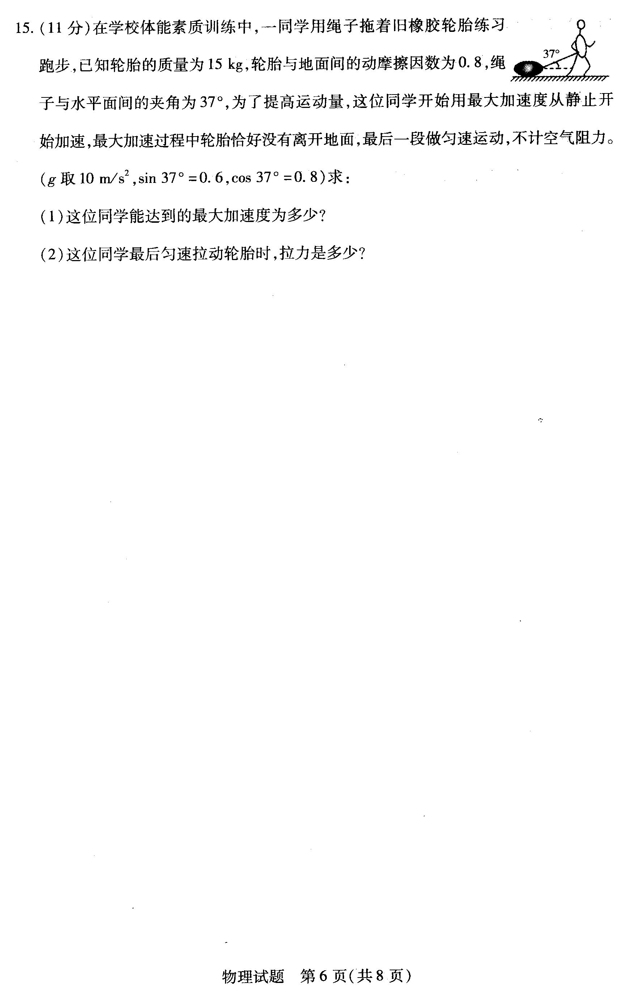 15. (11 分)在学校体能素质训练中,一同学用绳子拖着旧橡胶轮胎练习
跑步,已知轮胎的质量为 15 kg,轮胎与地面间的动摩擦因数为 0. 8,绳
37°
子与水平面间的夹角为 37°,为了提高运动量,这位同学开始用最大加速度从静止开
始加速,最大加速过程中轮胎恰好没有离开地面,最后一段做匀速运动,不计空气阻力。
(g 取 10 m/s²,sin 37° =0. 6,cos 37° =0. 8)求:
(1)这位同学能达到的最大加速度为多少?
(2)这位同学最后匀速拉动轮胎时,拉力是多少?
物理试题 第 6 页(共 8 页)